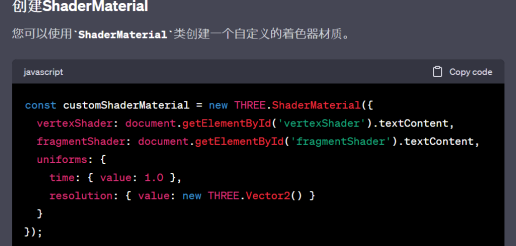 创建ShaderMaterial
您可以使用`ShaderMaterial`类创建一个自定义的着色器材质。
javascript
Copy code
const customShaderMaterial = new THREE.ShaderMaterial({
  vertexShader: document.getElementById('vertexShader').textContent,
  fragmentShader: document.getElementById('fragmentShader').textContent,
  uniforms: {
    time: { value: 1.0 },
    resolution: { value: new THREE.Vector2() }
  }
});